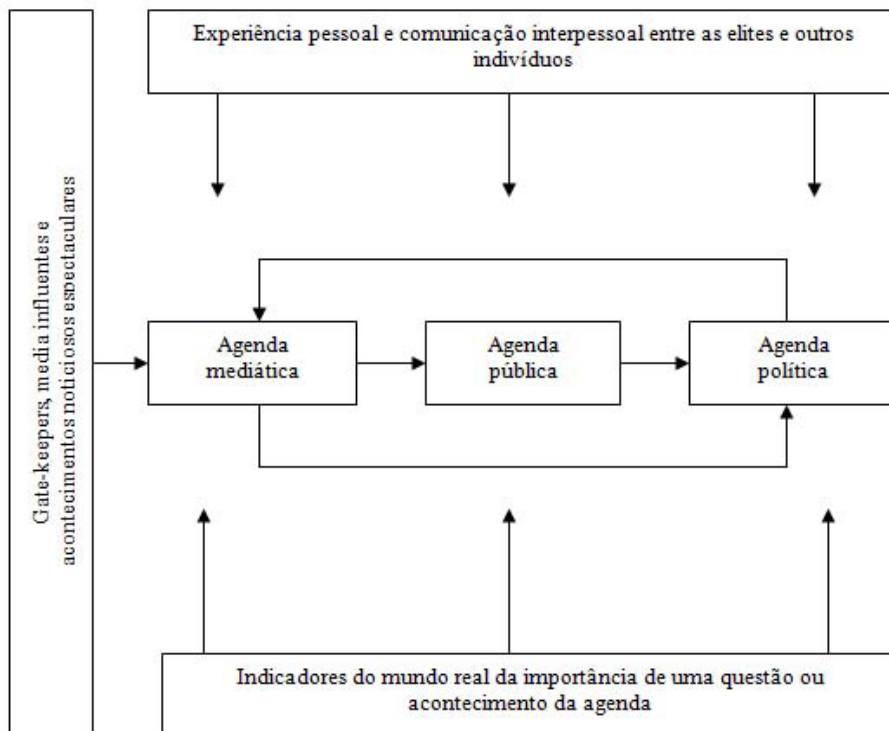 Experiência pessoal e comunicação interpessoal entre as elites e outros
indivíduos
Gate-keepers, media influentes e
acontecimentos noticiosos espectaculares
Agenda
mediática
Agenda
pública
Agenda
política
Indicadores do mundo real da importância de uma questão ou
acontecimento da agenda